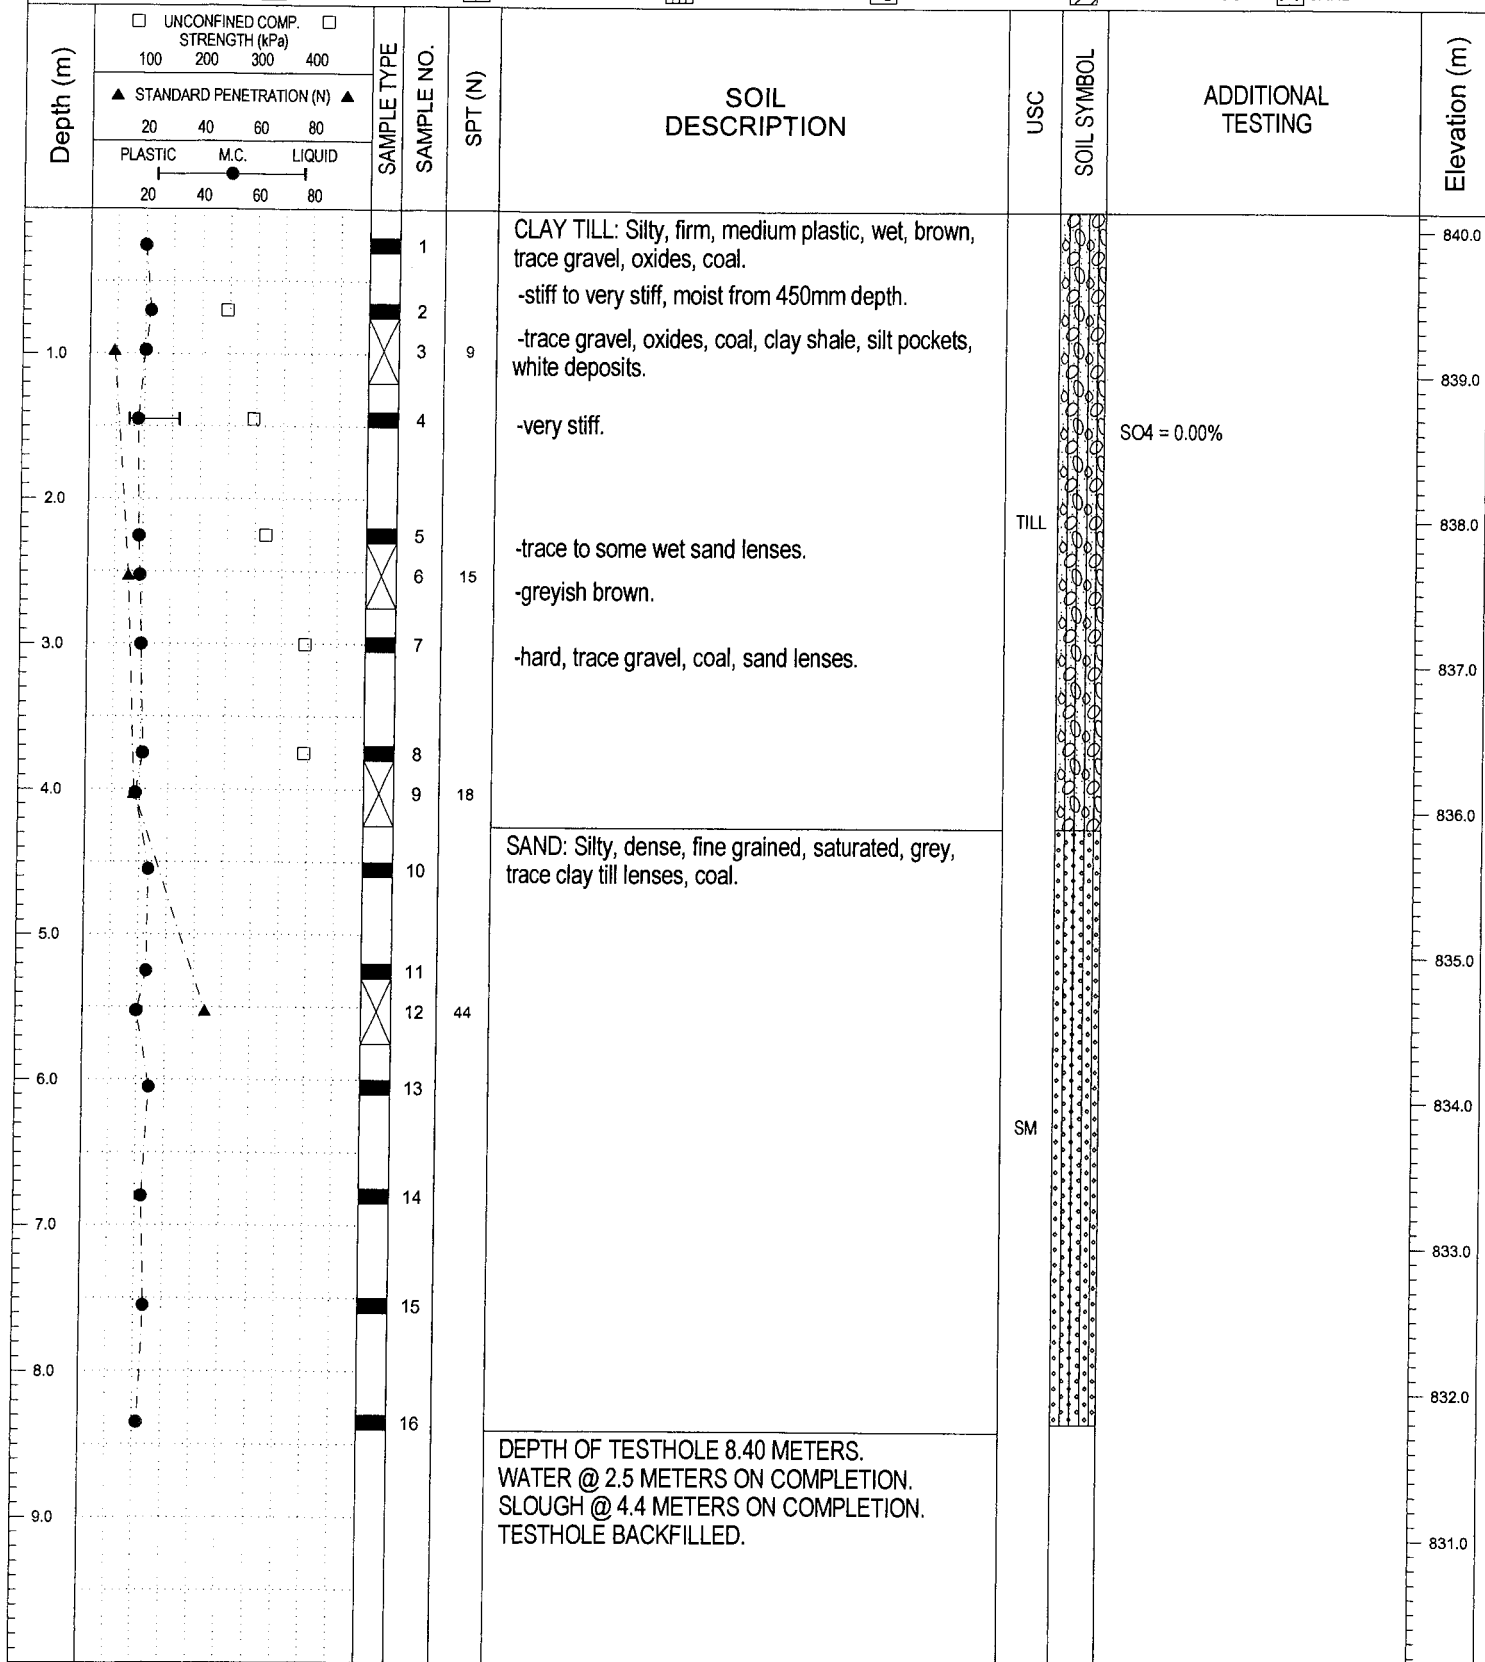 Depth (m)
UNCONFINED COMP.
STRENGTH (kPa)
100 200 300 400
STANDARD PENETRATION (N)
20 40 60 80
PLASTIC M.C. LIQUID
20 40 60 80
SAMPLE TYPE
SAMPLE NO.
SPT (N)
SOIL
DESCRIPTION
USC
SOIL SYMBOL
ADDITIONAL
TESTING
Elevation (m)
CLAY TILL: Silty, firm, medium plastic, wet, brown,
840.0
1
trace gravel, oxides, coal.
-stiff to very stiff, moist from 450mm depth.
2
-trace gravel, oxides, coal, clay shale, silt pockets,
1.0 3 9
white deposits.
839.0
4
-very stiff.
SO4 = 0.00%
2.0
TILL 838.0
5
-trace to some wet sand lenses.
6 15
-greyish brown.
3.0 7
-hard, trace gravel, coal, sand lenses.
837.0
8
4.0 9 18
836.0
SAND: Silty, dense, fine grained, saturated, grey,
10
trace clay till lenses, coal.
5.0
835.0
11
12 44
6.0 13
834.0
SM
14
7.0
833.0
15
8.0
832.0
16
DEPTH OF TESTHOLE 8.40 METERS.
WATER @ 2.5 METERS ON COMPLETION.
SLOUGH @ 4.4 METERS ON COMPLETION.
9.0
TESTHOLE BACKFILLED.
831.0